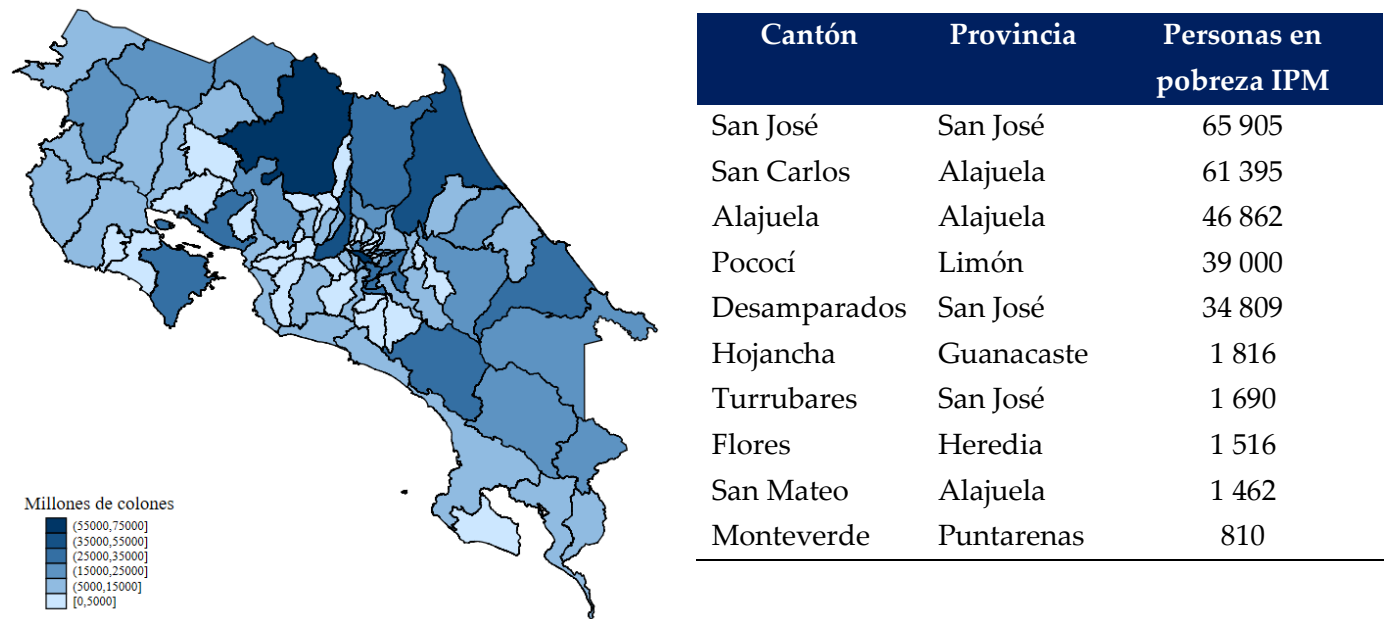 Millones de colones
(55000,75000]
(35000,55000]
(25000,35000]
(15000,25000]
(5000,15000]
[0,5000]
Cantón Provincia Personas en
pobreza IPM
San José San José 65 905
San Carlos Alajuela 61 395
Alajuela Alajuela 46 862
Pococí Limón 39 000
Desamparados San José 34 809
Hojancha Guanacaste 1 816
Turrubares San José 1 690
Flores Heredia 1 516
San Mateo Alajuela 1 462
Monteverde Puntarenas 810